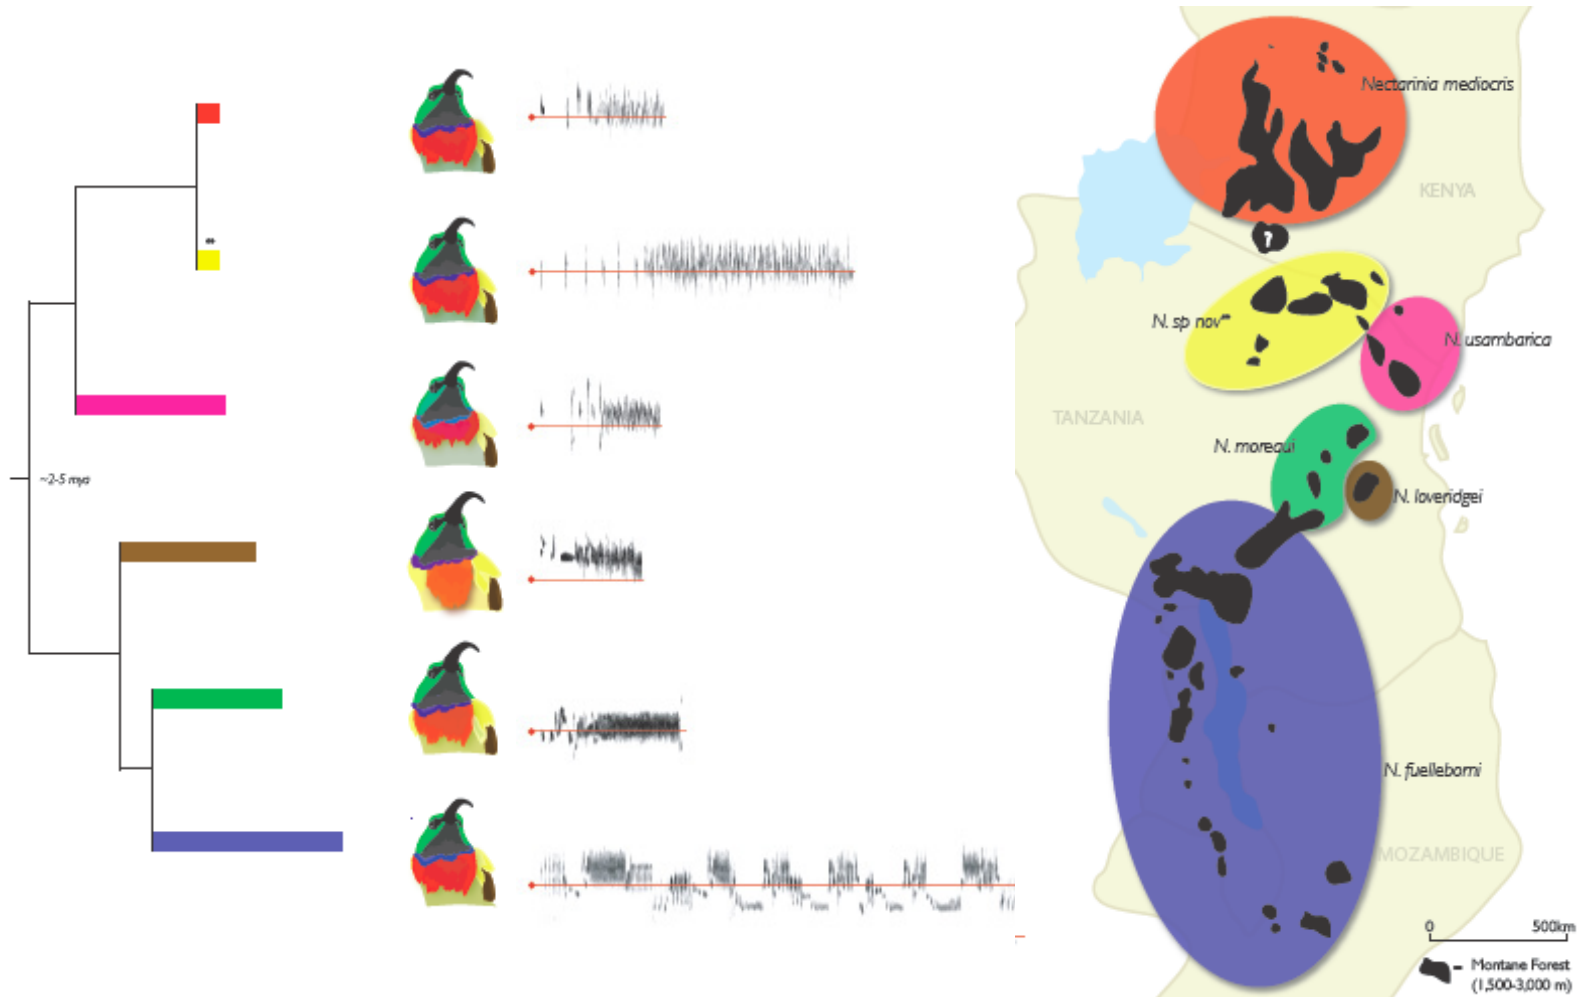 Nectarinia mediocris
KENYA
?
N. sp nov**
N. usambarica
TANZANIA
N. moreaui
~2-5 mya
N. loveridgei
**
N. fuelleborni
MOZAMBIQUE
0 500km
Montane Forest
(1,500-3,000 m)